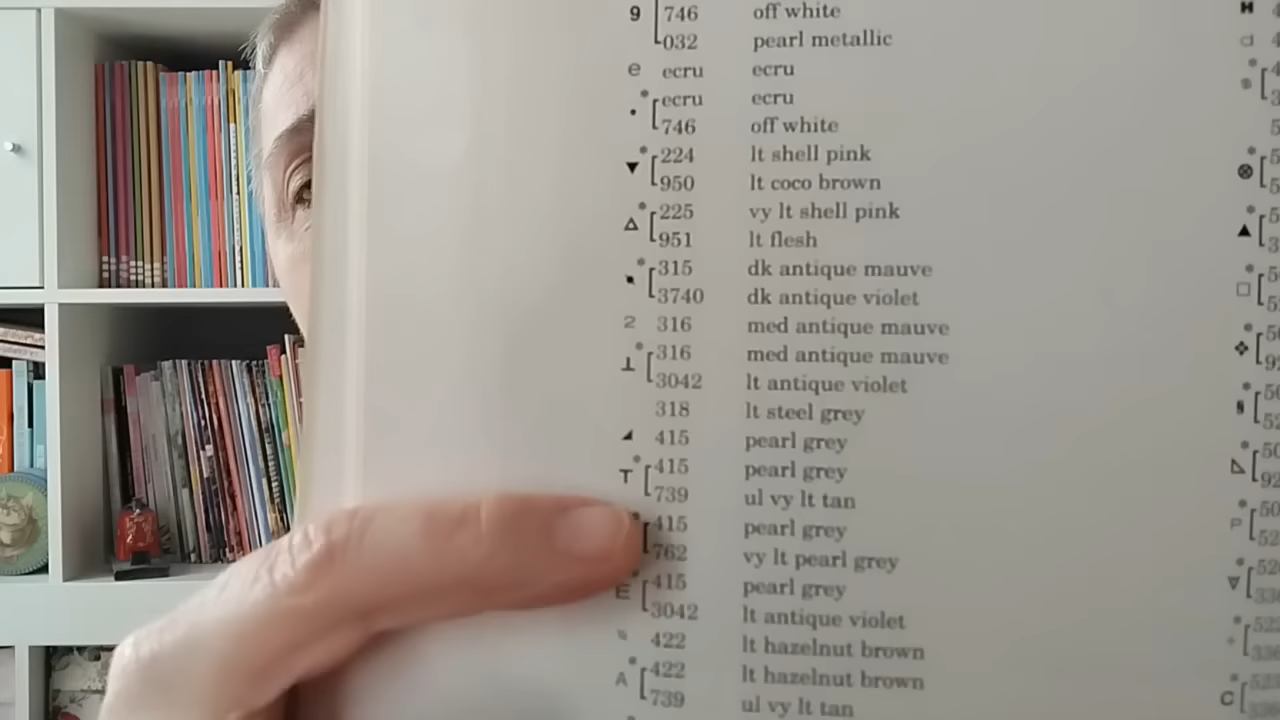 9 746 off white
032 pearl metallic
e ecru ecru
ecru ecru
746 off white
224 lt shell pink
950 lt coco brown
225 vy lt shell pink
951 lt flesh
315 dk antique mauve
3740 dk antique violet
2 316 med antique mauve
316 med antique mauve
3042 lt antique violet
318 lt steel grey
415 pearl grey
T 415 pearl grey
739 ul vy lt tan
415 pearl grey
762 vy lt pearl grey
E 415 pearl grey
3042 lt antique violet
422 lt hazelnut brown
A 422 lt hazelnut brown
739 ul vy lt tan
H
P
C